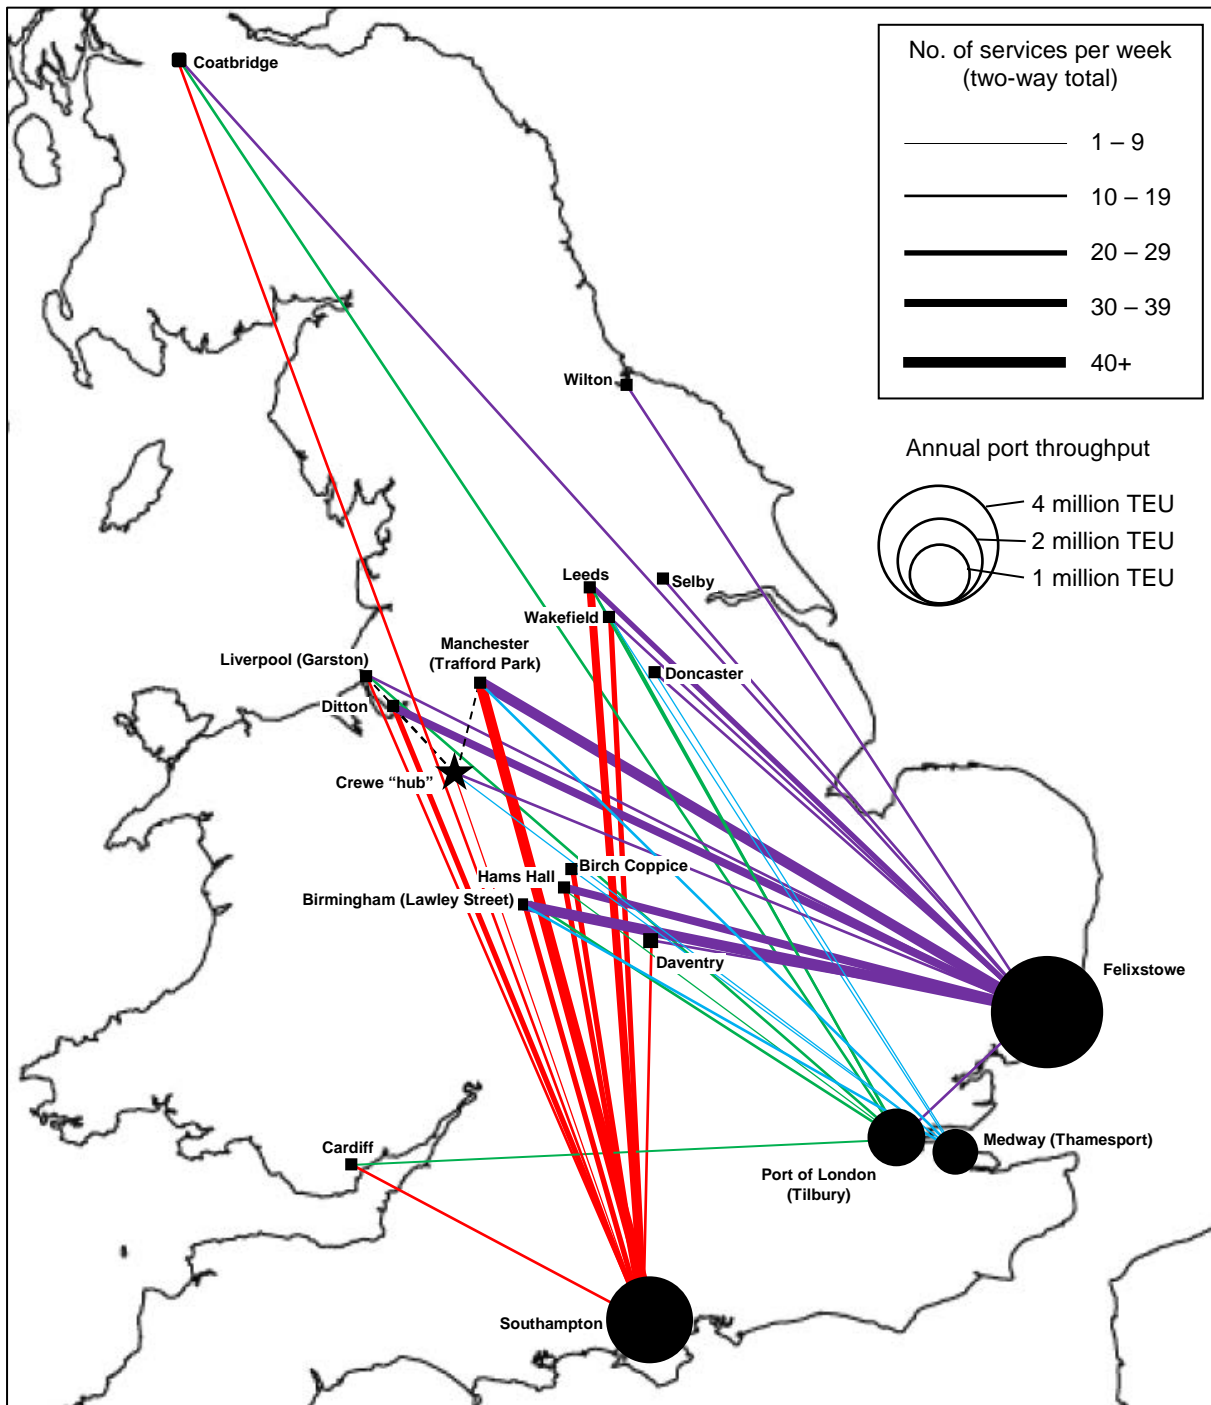 No. of services per week
(two-way total)
1 – 9
10 – 19
20 – 29
30 – 39
40+
Annual port throughput
4 million TEU
2 million TEU
1 million TEU
Coatbridge
Wilton
Leeds
Selby
Wakefield
Manchester
(Trafford Park)
Doncaster
Liverpool (Garston)
Ditton
Crewe “hub”
Birch Coppice
Hams Hall
Birmingham (Lawley Street)
Daventry
Felixstowe
Cardiff
Medway (Thamesport)
Port of London
(Tilbury)
Southampton